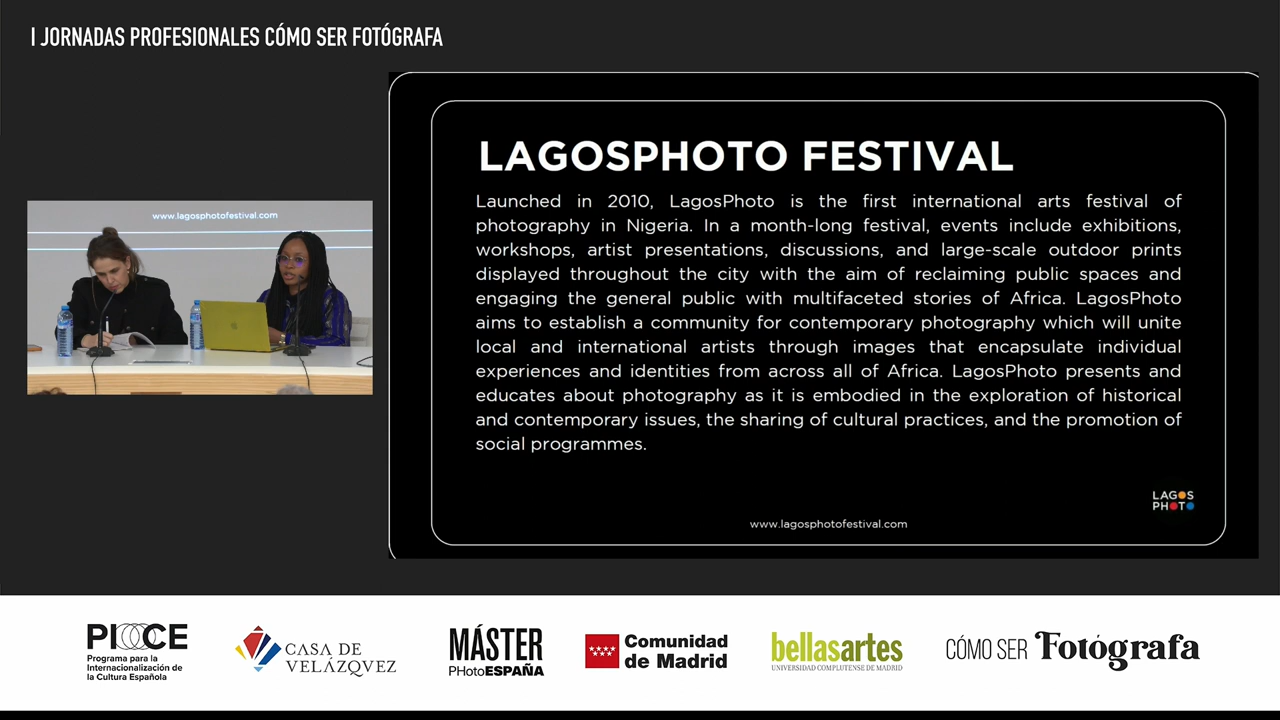 I JORNADAS PROFESIONALES CÓMO SER FOTÓGRAFA
www.lagosphotofestival.com
LAGOSPHOTO FESTIVAL
Launched in 2010, LagosPhoto is the first international arts festival of
photography in Nigeria. In a month-long festival, events include exhibitions,
workshops, artist presentations, discussions, and large-scale outdoor prints
displayed throughout the city with the aim of reclaiming public spaces and
engaging the general public with multifaceted stories of Africa. LagosPhoto
aims to establish a community for contemporary photography which will unite
local and international artists through images that encapsulate individual
experiences and identities from across all of Africa. LagosPhoto presents and
educates about photography as it is embodied in the exploration of historical
and contemporary issues, the sharing of cultural practices, and the promotion of
social programmes.
LAGOS
PHOTO
www.lagosphotofestival.com
PICE
Programa para la
Internacionalización de
la Cultura Española
CASA DE
VELÁZQVEZ
MÁSTER
PHotoESPAÑA
Comunidad
de Madrid
bellasartes
UNIVERSIDAD COMPLUTENSE DE MADRID
CÓMO SER Fotógrafa